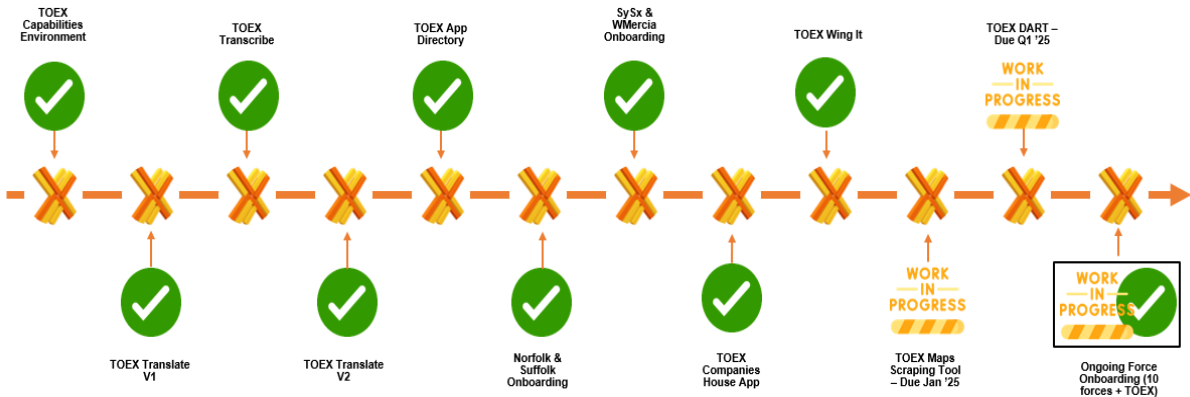 TOEX
Capabilities
Environment
TOEX
Transcribe
TOEX App
Directory
SySx &
WMercia
Onboarding
TOEX Wing It
TOEX DART –
Due Q1 '25
WORK
IN
PROGRESS
WORK
IN
PROGRESS
WORK
IN
PROGRESS
TOEX Translate
V1
TOEX Translate
V2
Norfolk &
Suffolk
Onboarding
TOEX
Companies
House App
TOEX Maps
Scraping Tool
– Due Jan '25
Ongoing Force
Onboarding (10
forces + TOEX)